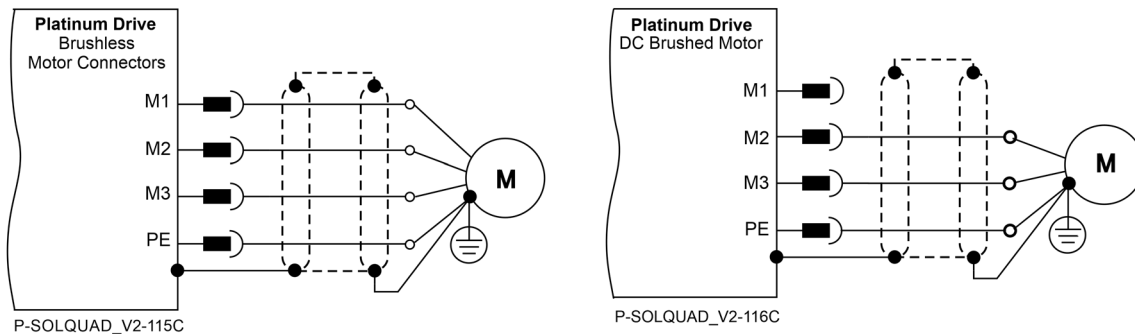 Platinum Drive
Brushless
Motor Connectors
M1
M2
M3
PE
M
P-SOLQUAD_V2-115C
Platinum Drive
DC Brushed Motor
M1
M2
M3
PE
M
P-SOLQUAD_V2-116C